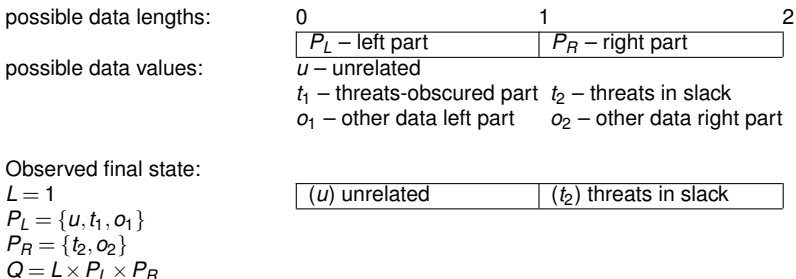 possible data lengths: 0 1 2
P_L – left part P_R – right part
possible data values: u – unrelated
t_1 – threats-obscured part t_2 – threats in slack
o_1 – other data left part o_2 – other data right part
Observed final state:
L = 1 (u) unrelated (t_2) threats in slack
P_L = {u, t_1, o_1}
P_R = {t_2, o_2}
Q = L × P_L × P_R